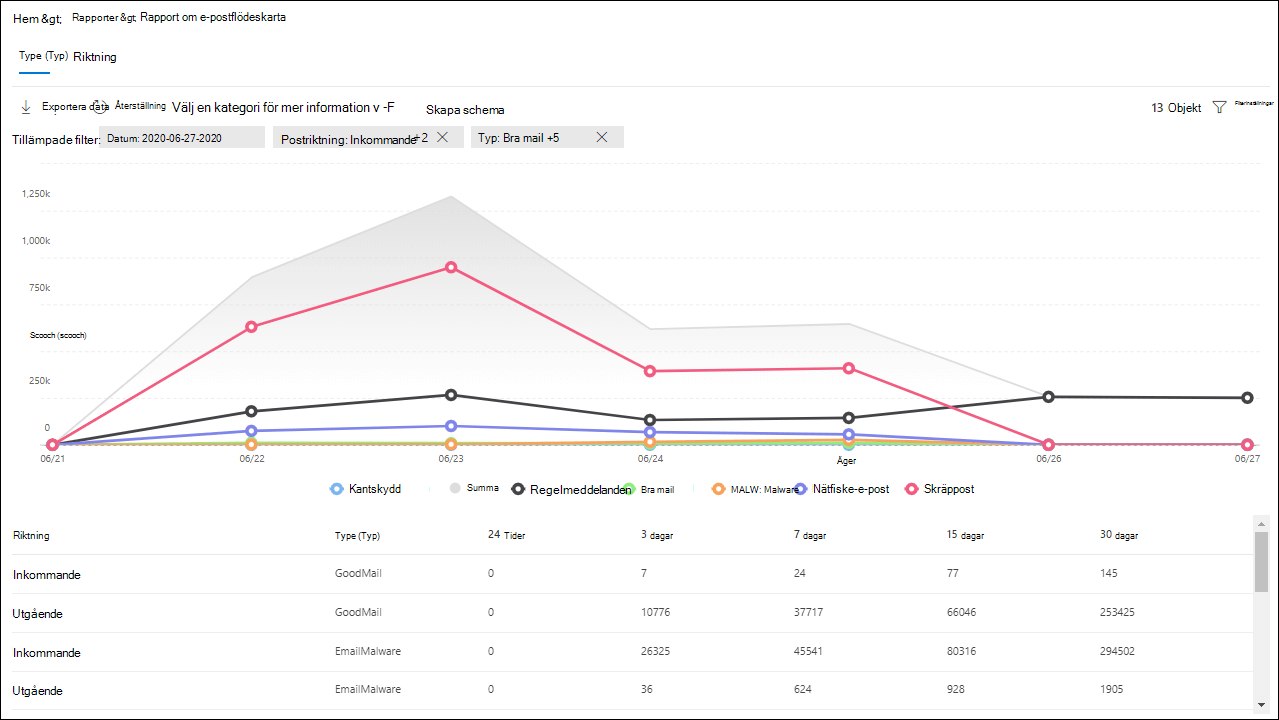 Hem &gt; Rapporter &gt; Rapport om e-postflödeskarta
Type (Typ) Riktning
Exportera data Återställning Välj en kategori för mer information v -F Skapa schema 13 Objekt Filterinställningar
Tillämpade filter: Datum: 2020-06-27-2020 Postriktning: Inkommande +2 Typ: Bra mail +5
1,250k
1,000k
750k
Scooch (scooch)
250k
0
06/21 06/22 06/23 06/24 Ager 06/26 06/27
Kantskydd Summa Regelmeddelanden Bra mail MALW: Malware Nätfiske-e-post Skräppost
Riktning Type (Typ) 24 Tider 3 dagar 7 dagar 15 dagar 30 dagar
Inkommande GoodMail 0 7 24 77 145
Utgående GoodMail 0 10776 37717 66046 253425
Inkommande EmailMalware 0 26325 45541 80316 294502
Utgående EmailMalware 0 36 624 928 1905